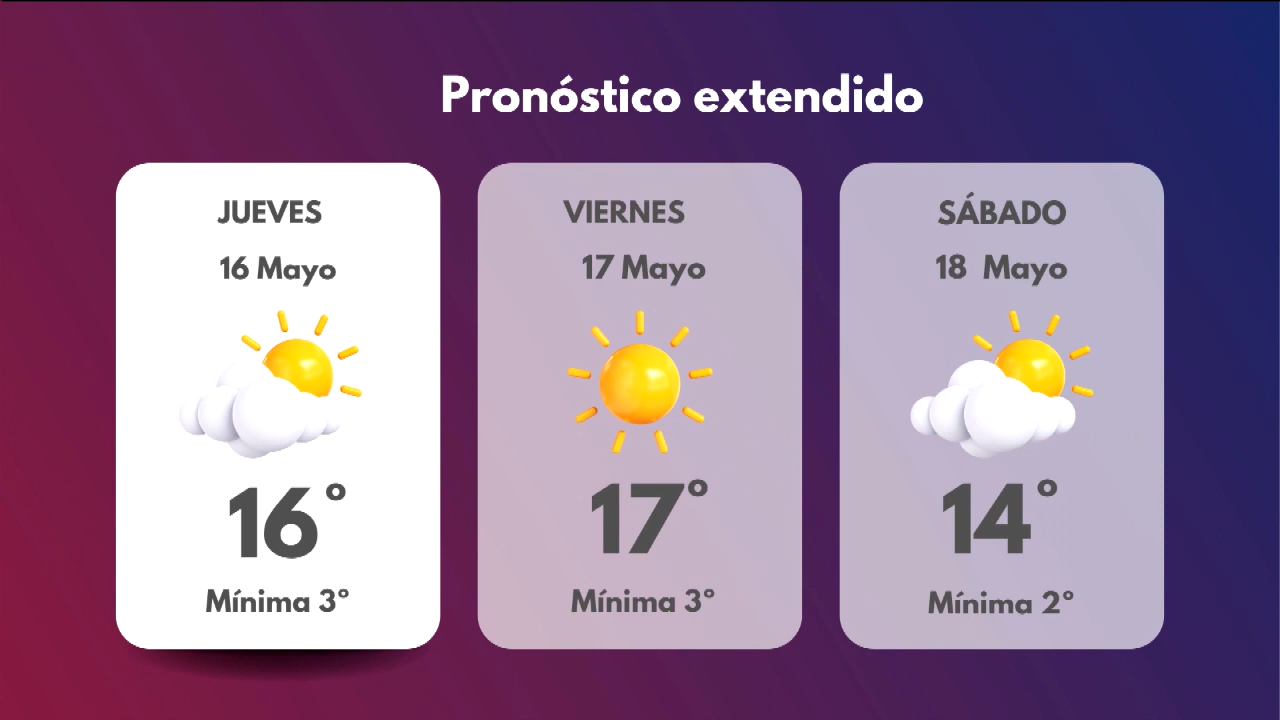 Pronóstico extendido
JUEVES
16 Mayo
16°
Mínima 3°
VIERNES
17 Mayo
17°
Mínima 3°
SÁBADO
18 Mayo
14°
Mínima 2°